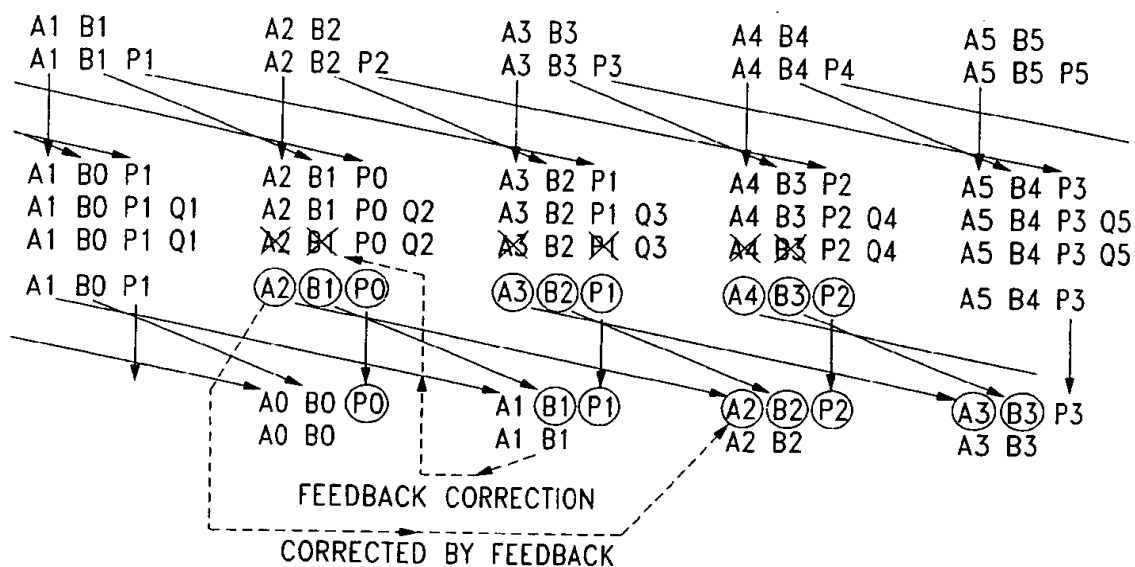 A1 B1 A2 B2 A3 B3 A4 B4 A5 B5
A1 B1 P1 A2 B2 P2 A3 B3 P3 A4 B4 P4 A5 B5 P5
A1 B0 P1 A2 B1 P0 A3 B2 P1 A4 B3 P2 A5 B4 P3
A1 B0 P1 Q1 A2 B1 P0 Q2 A3 B2 P1 Q3 A4 B3 P2 Q4 A5 B4 P3 Q5
A1 B0 P1 Q1 A2 B1 P0 Q2 A3 B2 P1 Q3 A4 B3 P2 Q4 A5 B4 P3 Q5
A1 B0 P1 A2 B1 P0 A3 B2 P1 A4 B3 P2 A5 B4 P3
A0 B0 P0 A1 B1 P1 A2 B2 P2 A3 B3 P3
A0 B0 A1 B1 A2 B2 A3 B3
FEEDBACK CORRECTION
CORRECTED BY FEEDBACK